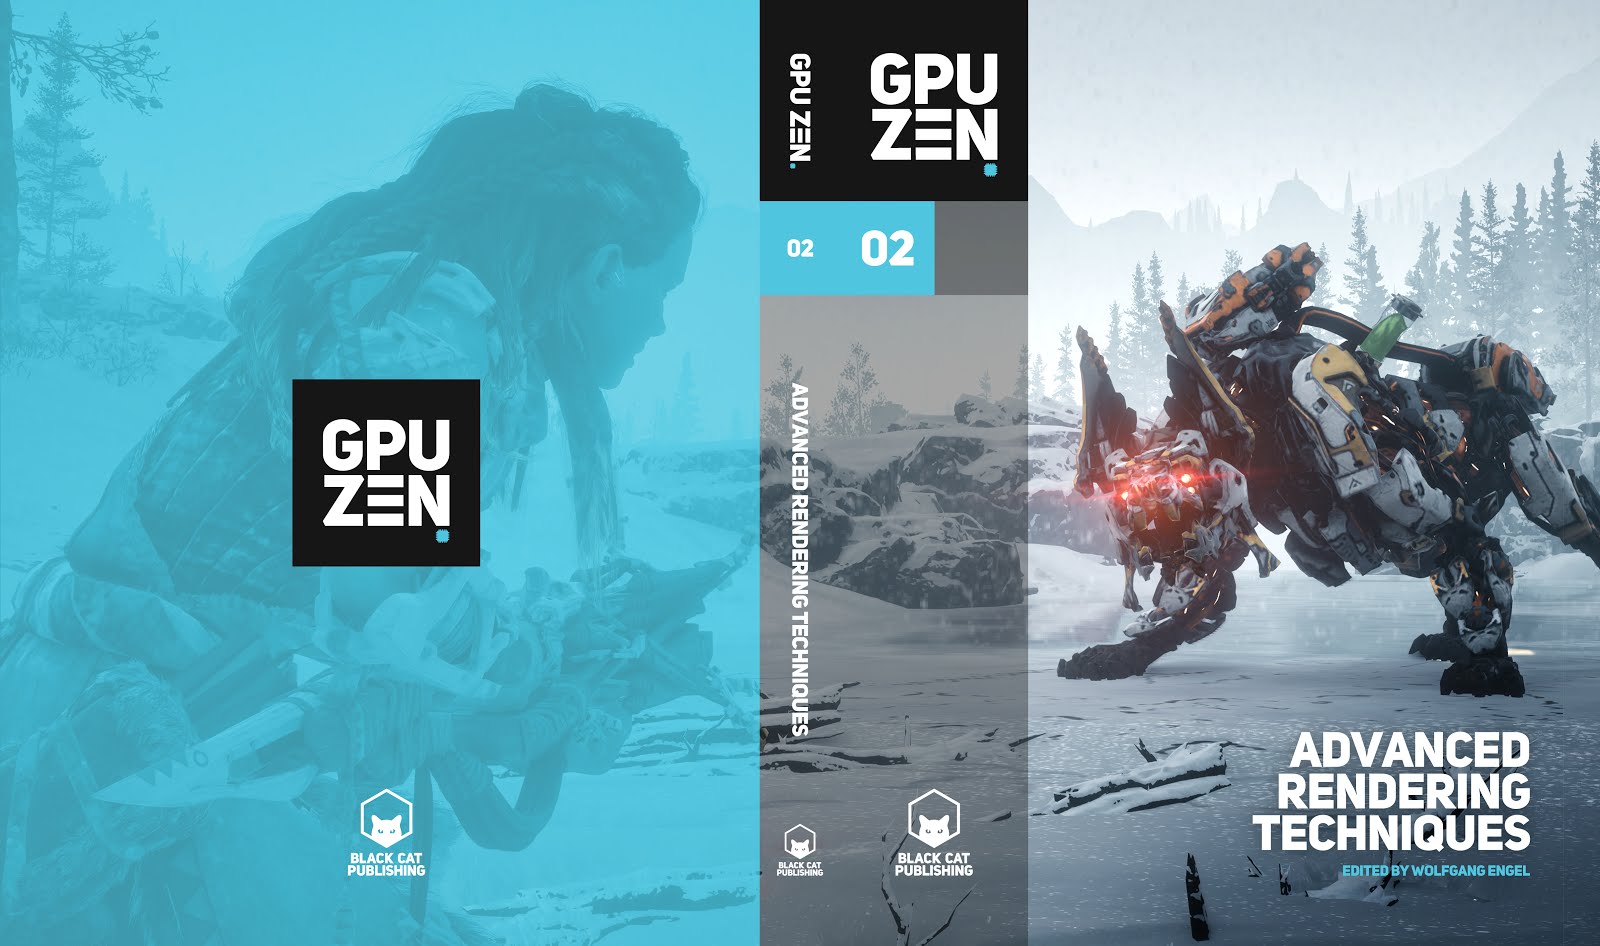 GPU
ZEN
BLACK CAT
PUBLISHING
GPU ZEN.
02
ADVANCED RENDERING TECHNIQUES
BLACK CAT
PUBLISHING
GPU
ZEN
02
BLACK CAT
PUBLISHING
ADVANCED
RENDERING
TECHNIQUES
EDITED BY WOLFGANG ENGEL